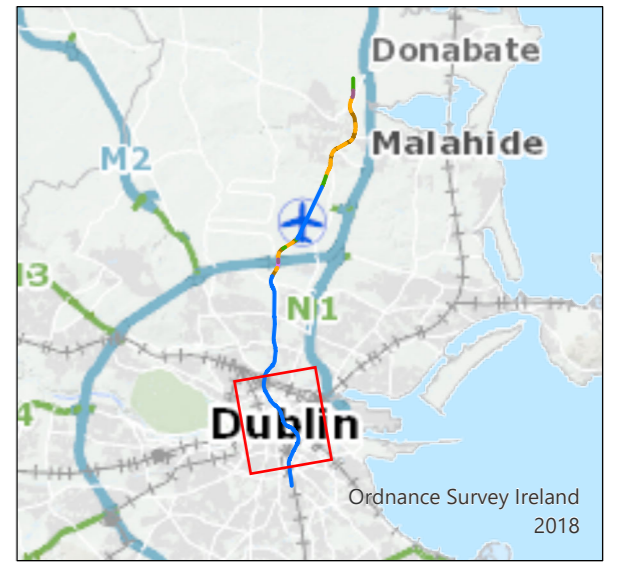 Donabate
Malahide
M2
N1
Dublin
Ordnance Survey Ireland
2018